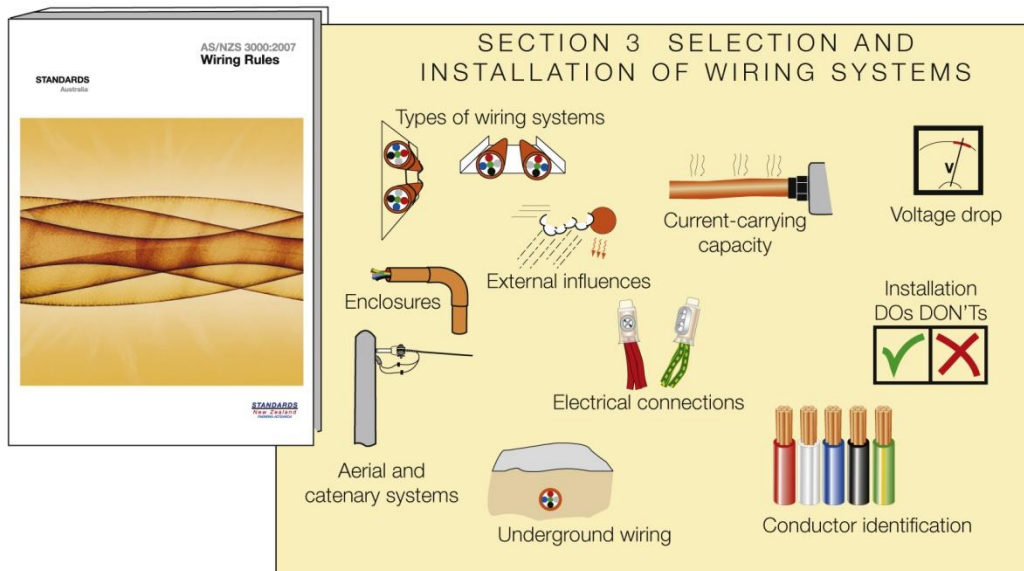 AS/NZS 3000:2007
Wiring Rules
STANDARDS
Australia
STANDARDS
New Zealand
SECTION 3 SELECTION AND
INSTALLATION OF WIRING SYSTEMS
Types of wiring systems
External influences
Current-carrying
capacity
V
Voltage drop
Enclosures
Electrical connections
Installation
DOs DON'Ts
Aerial and
catenary systems
Underground wiring
Conductor identification